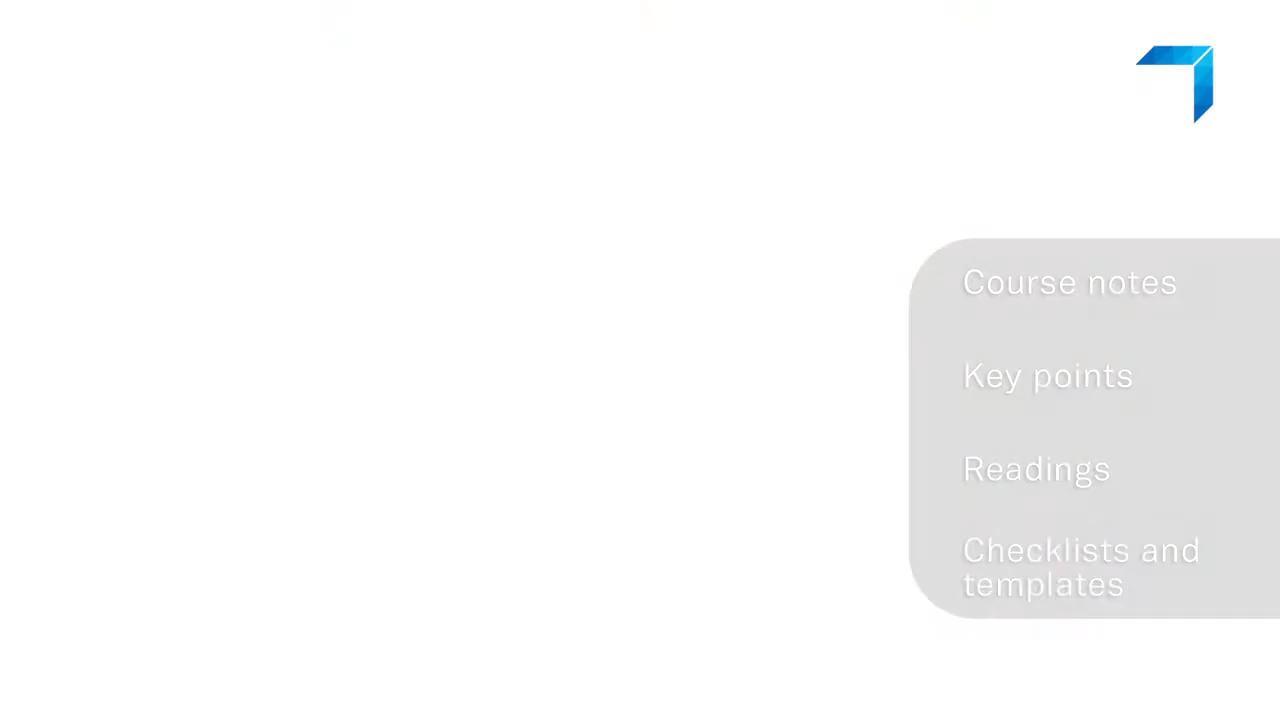 Course notes
Key points
Readings
Checklists and
templates